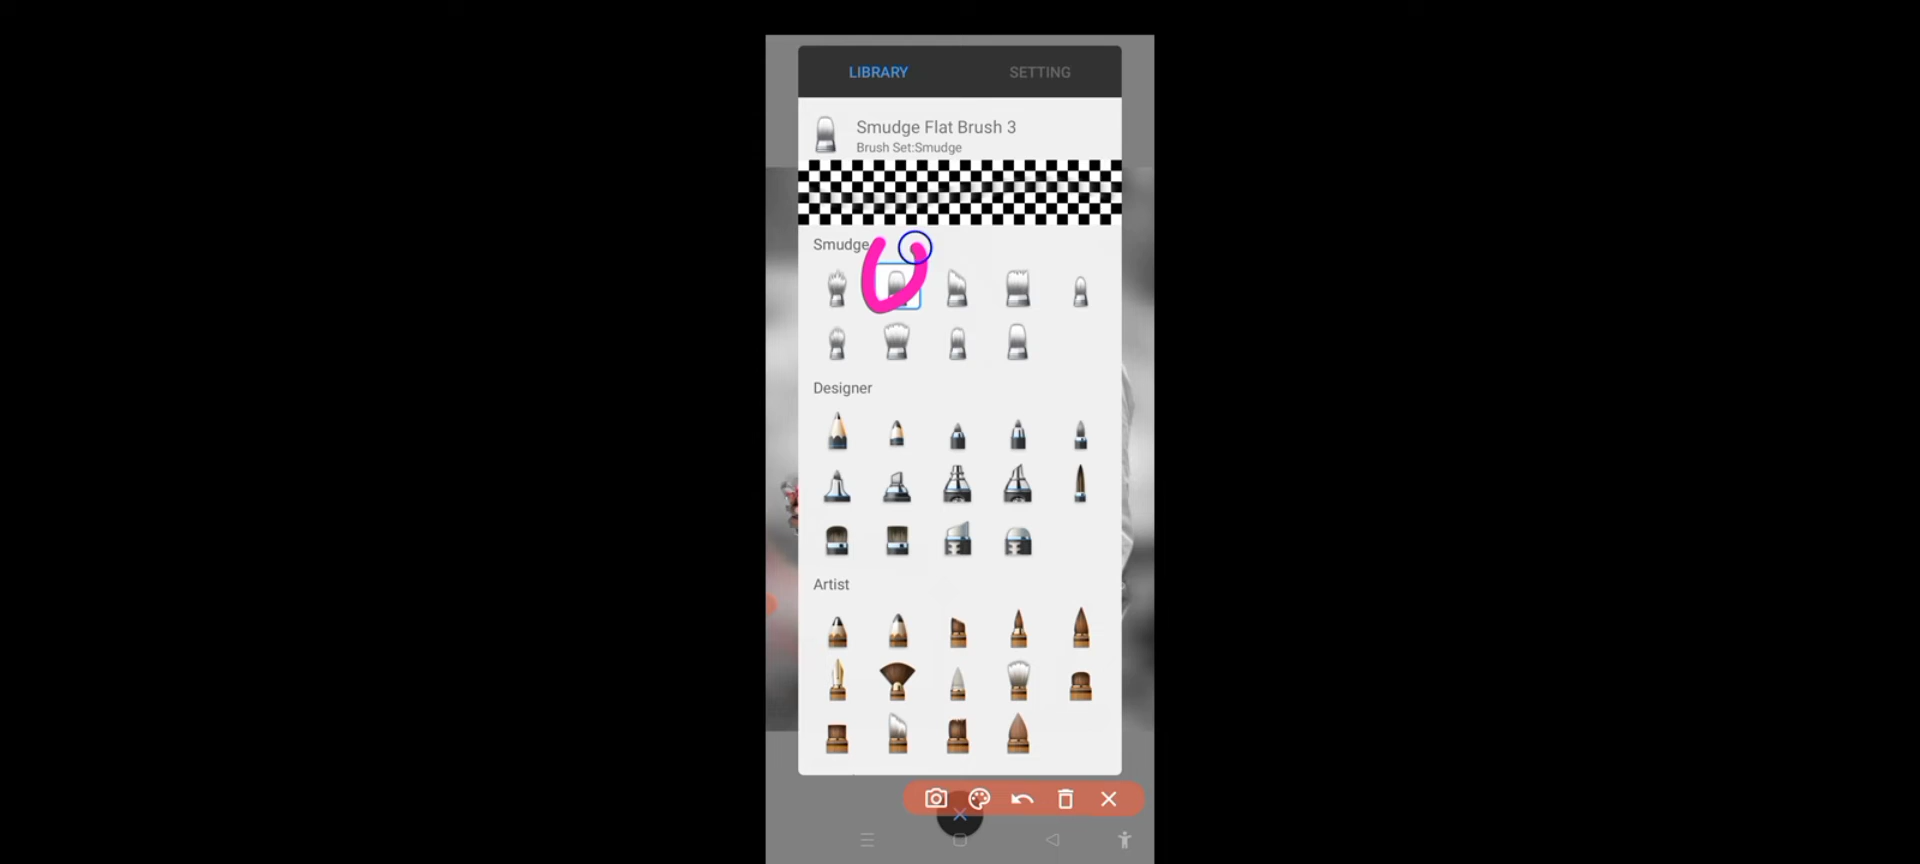 LIBRARY SETTING
Smudge Flat Brush 3
Brush Set:Smudge
Smudge
Designer
Artist